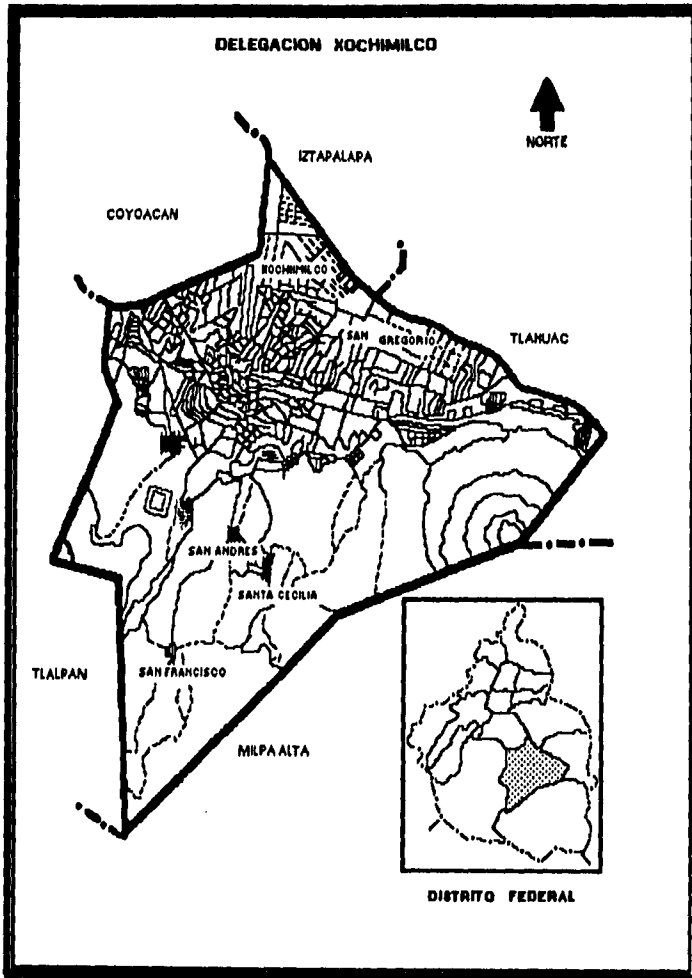 DELEGACION XOCHIMILCO
NORTE
IZTAPALAPA
COYOACAN
XOCHIMILCO
SAN GREGORIO
TLAHUAC
SAN ANDRES
SANTA CECILIA
TLALPAN
SAN FRANCISCO
MILPA ALTA
DISTRITO FEDERAL